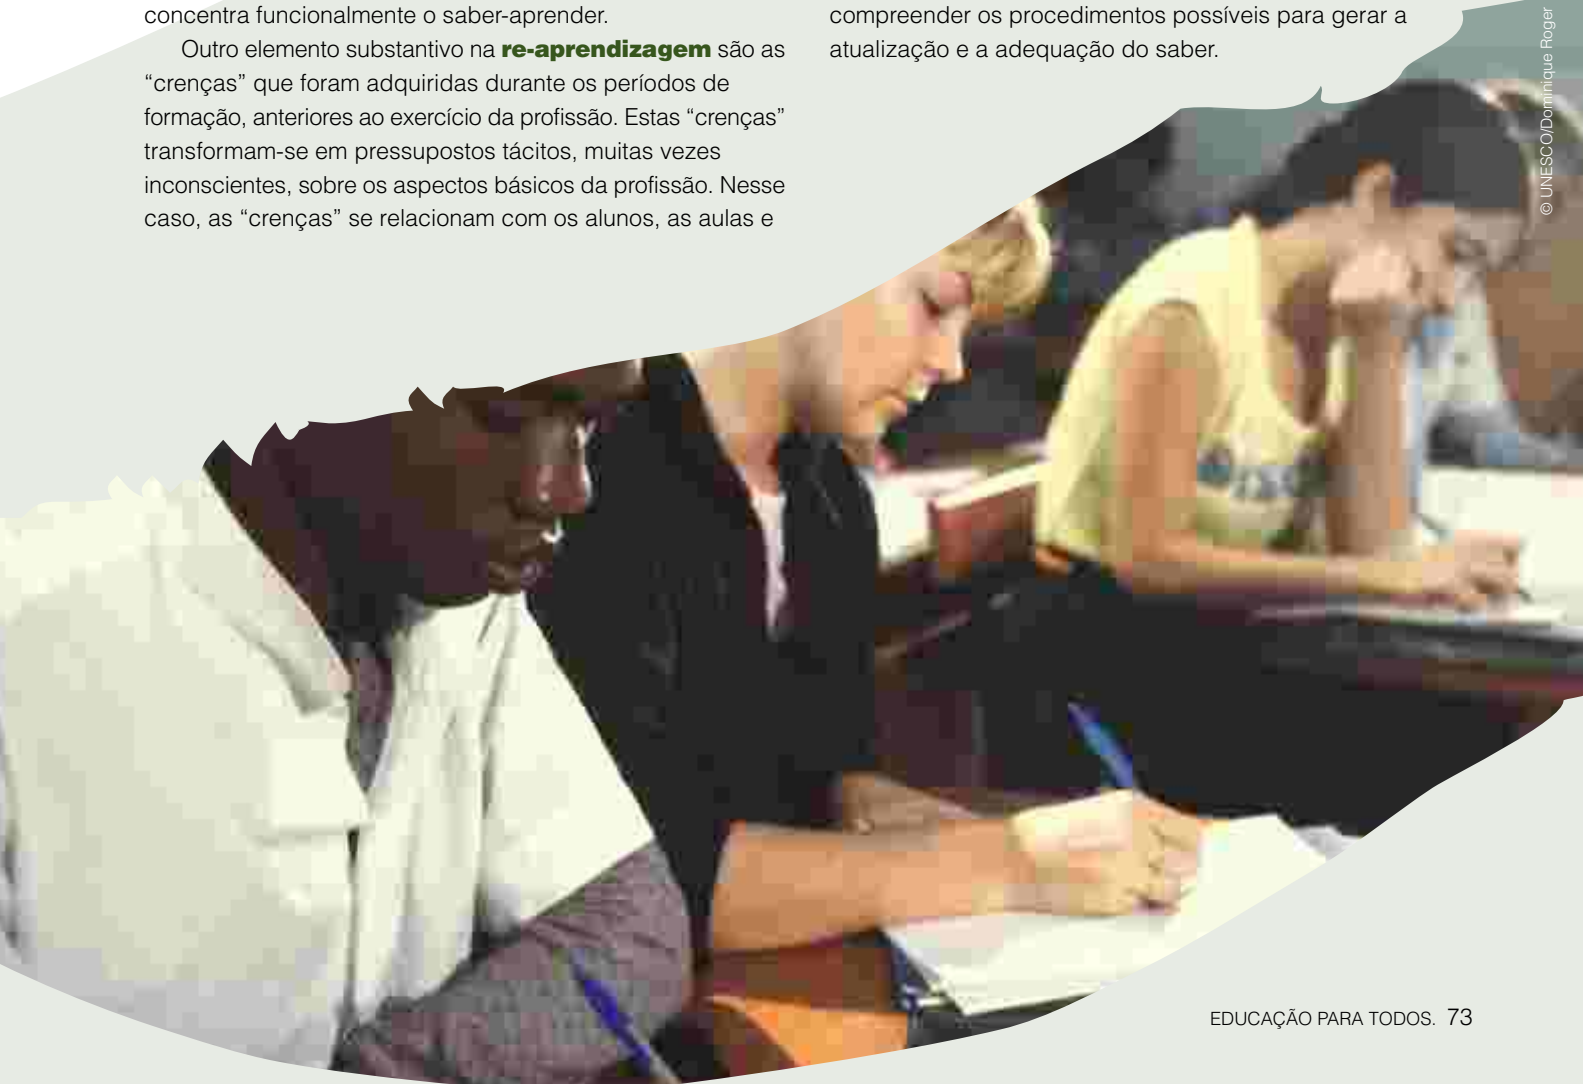 concentra funcionalmente o saber-aprender.
Outro elemento substantivo na re-aprendizagem são as
“crenças” que foram adquiridas durante os períodos de
formação, anteriores ao exercício da profissão. Estas “crenças”
transformam-se em pressupostos tácitos, muitas vezes
inconscientes, sobre os aspectos básicos da profissão. Nesse
caso, as “crenças” se relacionam com os alunos, as aulas e
compreender os procedimentos possíveis para gerar a
atualização e a adequação do saber.
© UNESCO/Dominique Roger
EDUCAÇÃO PARA TODOS. 73